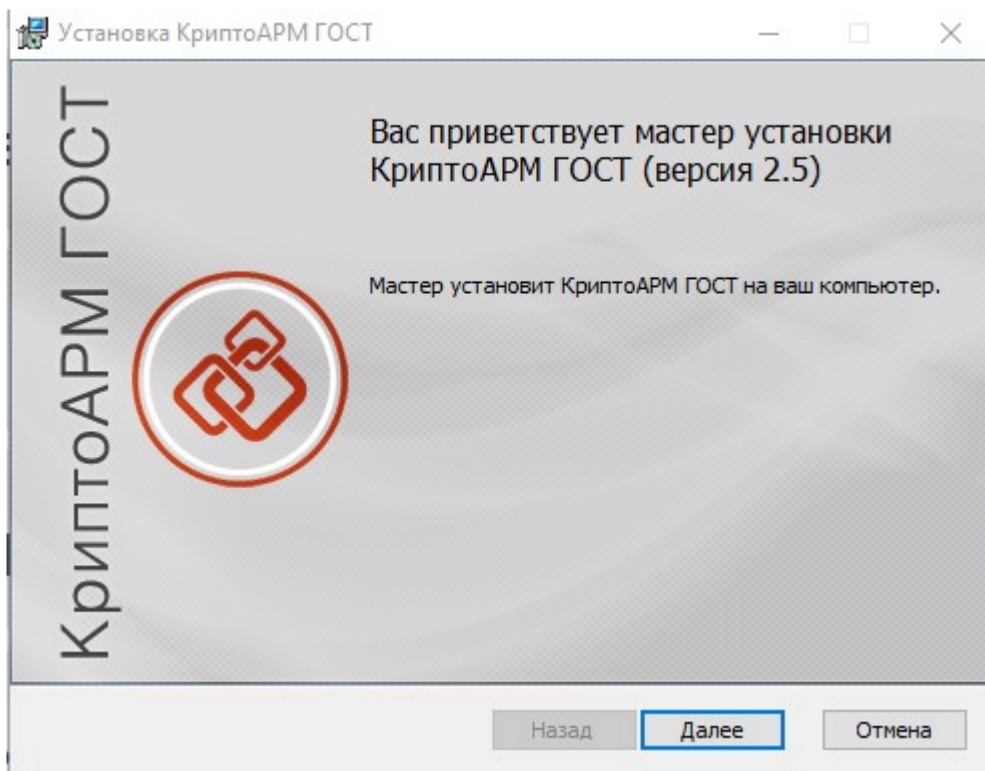 Установка КриптоАРМ ГОСТ
КриптоАРМ ГОСТ
Вас приветствует мастер установки
КриптоАРМ ГОСТ (версия 2.5)
Мастер установит КриптоАРМ ГОСТ на ваш компьютер.
Назад
Далее
Отмена